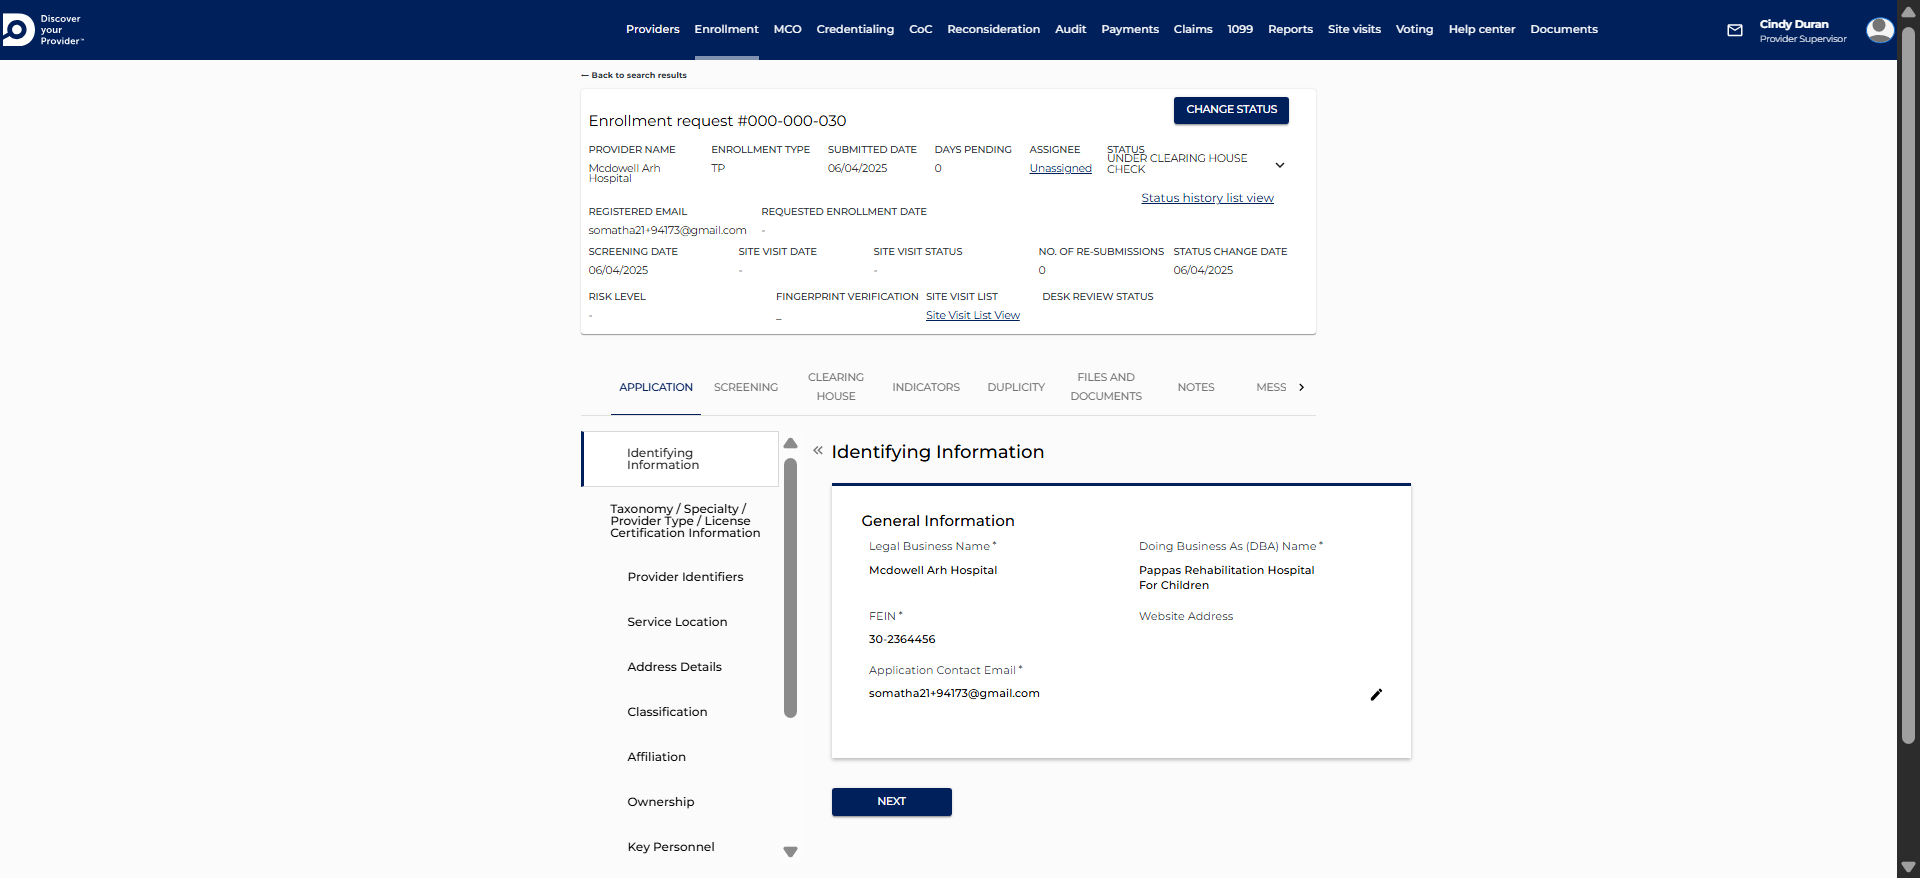 Discover
your
Provider™
Providers Enrollment MCO Credentialing CoC Reconsideration Audit Payments Claims 1099 Reports Site visits Voting Help center Documents
Cindy Duran
Provider Supervisor
← Back to search results
CHANGE STATUS
Enrollment request #000-000-030
PROVIDER NAME ENROLLMENT TYPE SUBMITTED DATE DAYS PENDING ASSIGNEE STATUS
Mcdowell Arh TP 06/04/2025 0 Unassigned UNDER CLEARING HOUSE
Hospital CHECK
Status history list view
REGISTERED EMAIL REQUESTED ENROLLMENT DATE
somatha21+94173@gmail.com -
SCREENING DATE SITE VISIT DATE SITE VISIT STATUS NO. OF RE-SUBMISSIONS STATUS CHANGE DATE
06/04/2025 - - 0 06/04/2025
RISK LEVEL FINGERPRINT VERIFICATION SITE VISIT LIST DESK REVIEW STATUS
- _ Site Visit List View
APPLICATION SCREENING CLEARING HOUSE INDICATORS DUPLICITY FILES AND DOCUMENTS NOTES MESS
Identifying
Information
Taxonomy / Specialty /
Provider Type / License
Certification Information
Provider Identifiers
Service Location
Address Details
Classification
Affiliation
Ownership
Key Personnel
« Identifying Information
General Information
Legal Business Name * Doing Business As (DBA) Name *
Mcdowell Arh Hospital Pappas Rehabilitation Hospital
For Children
FEIN * Website Address
30-2364456
Application Contact Email *
somatha21+94173@gmail.com
NEXT